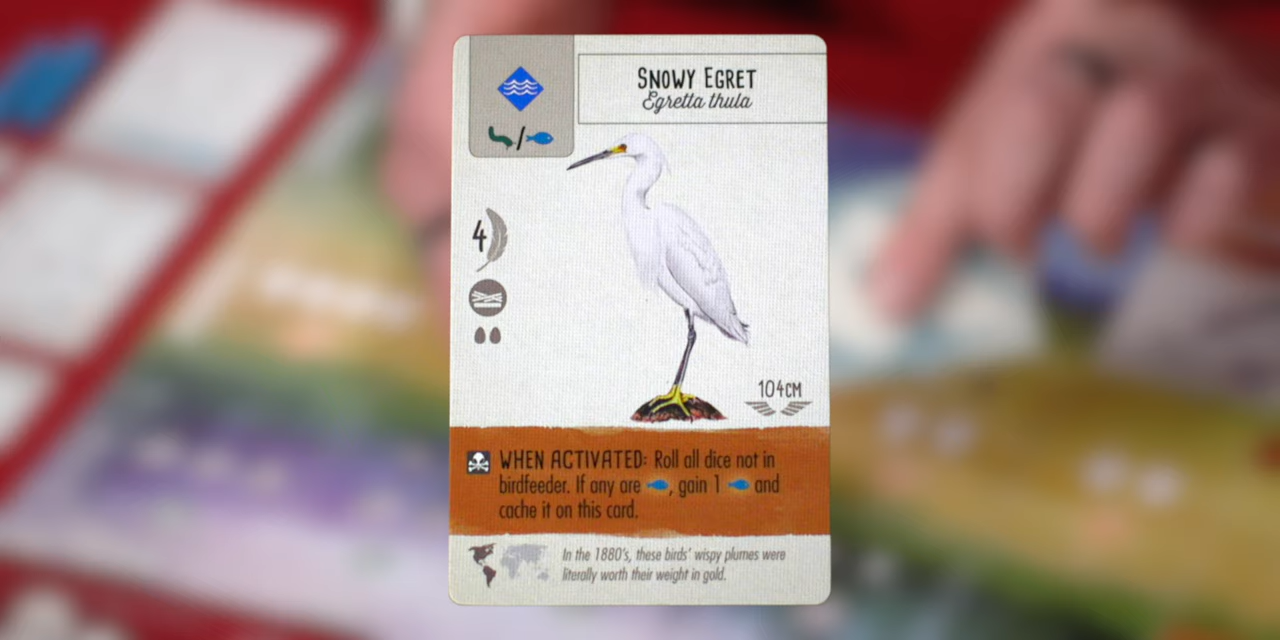 SNOWY EGRET
Egretta thula
/
4
104CM
WHEN ACTIVATED: Roll all dice not in
birdfeeder. If any are , gain 1 and
cache it on this card.
In the 1880's, these birds' wispy plumes were
literally worth their weight in gold.